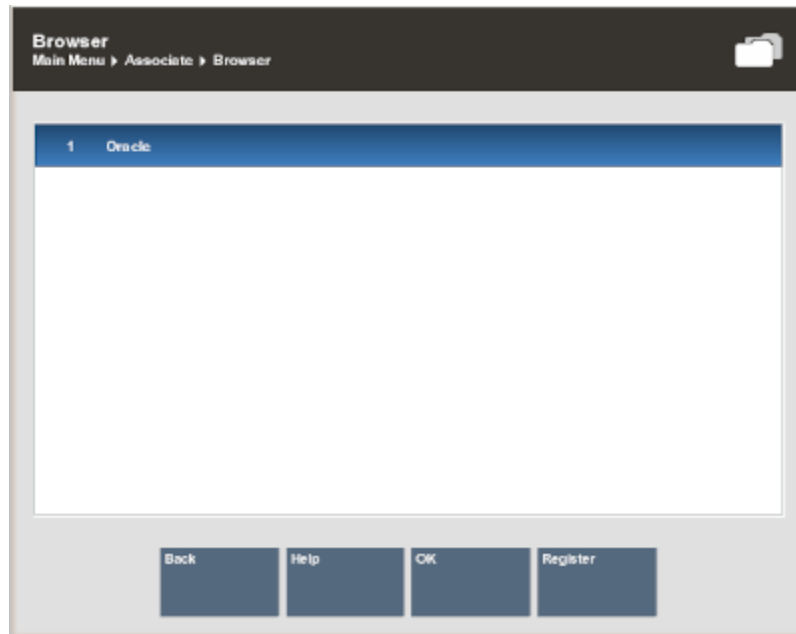 Browser
Main Menu ▸ Associate ▸ Browser
1 Oracle
Back
Help
OK
Register